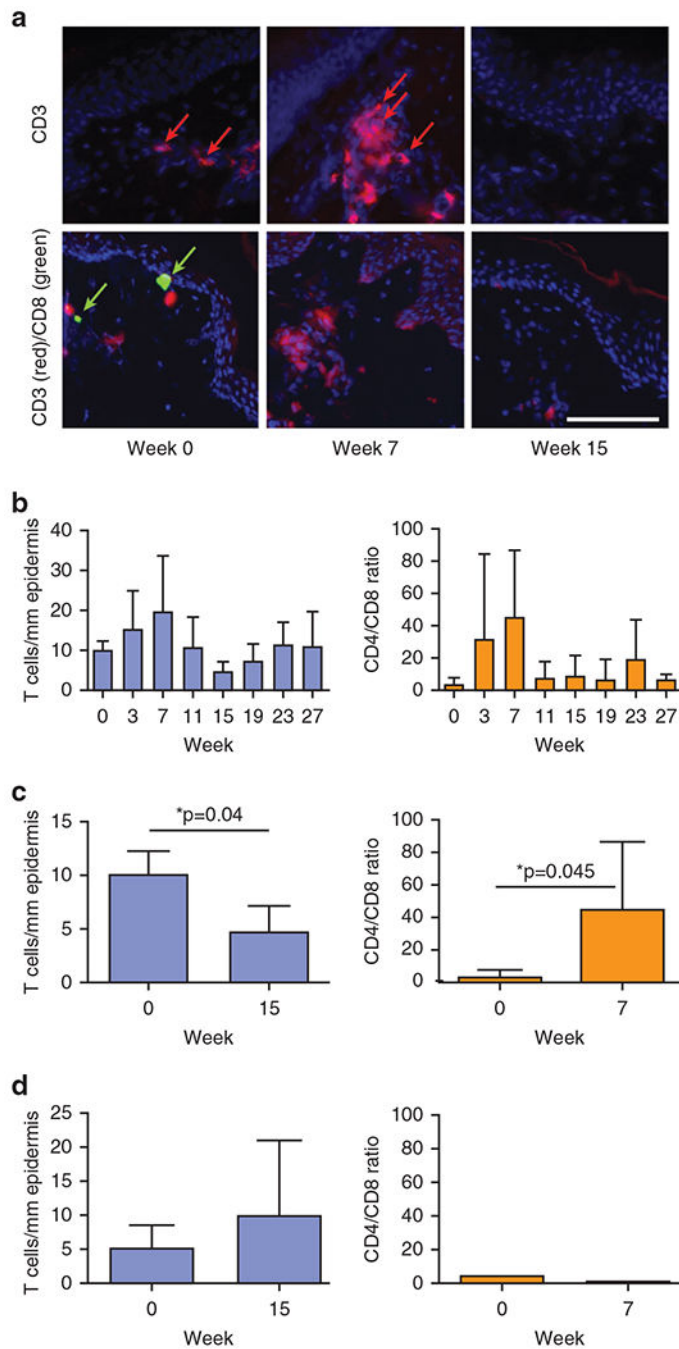 a
CD3
CD3 (red)/CD8 (green)
Week 0
Week 7
Week 15
b
T cells/mm epidermis
40
30
20
10
0
0 3 7 11 15 19 23 27
Week
CD4/CD8 ratio
100
80
60
40
20
0
0 3 7 11 15 19 23 27
Week
c
T cells/mm epidermis
15
10
5
0
*p=0.04
0 15
Week
CD4/CD8 ratio
100
80
60
40
20
0
*p=0.045
0 7
Week
d
T cells/mm epidermis
25
20
15
10
5
0
0 15
Week
CD4/CD8 ratio
100
80
60
40
20
0
0 7
Week